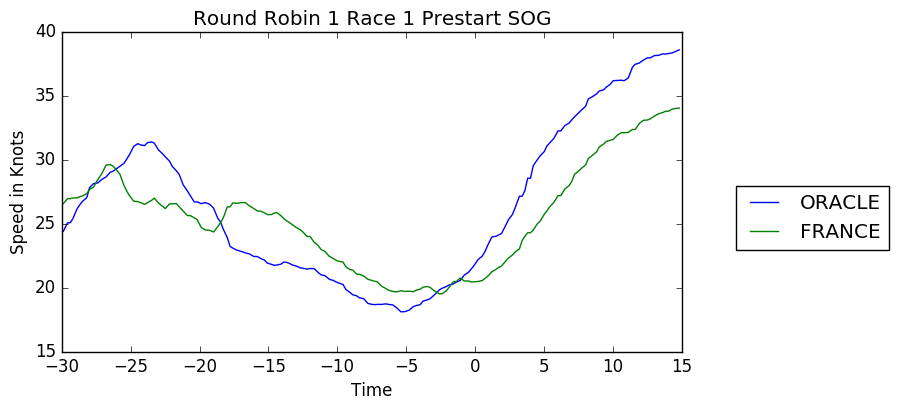 Round Robin 1 Race 1 Prestart SOG
40
35
30
25
20
15
Speed in Knots
−30 −25 −20 −15 −10 −5 0 5 10 15
Time
ORACLE
FRANCE